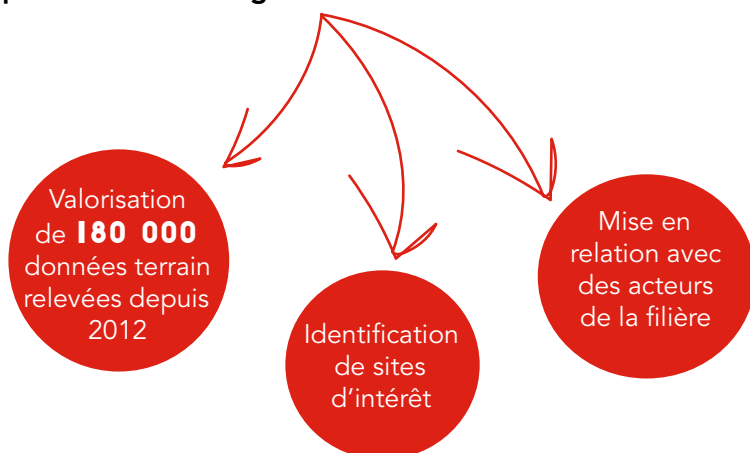 Valorisation
de 180 000
données terrain
relevées depuis
2012
Identification
de sites
d’intérêt
Mise en
relation avec
des acteurs
de la filière